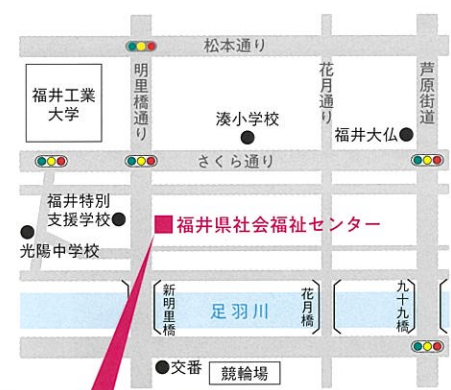 松本通り
明里橋通り
花月通り
芦原街道
福井工業
大学
湊小学校
福井大仏
さくら通り
福井特別
支援学校
福井県社会福祉センター
光陽中学校
新明里橋
足羽川
花月橋
九十九橋
交番
競輪場